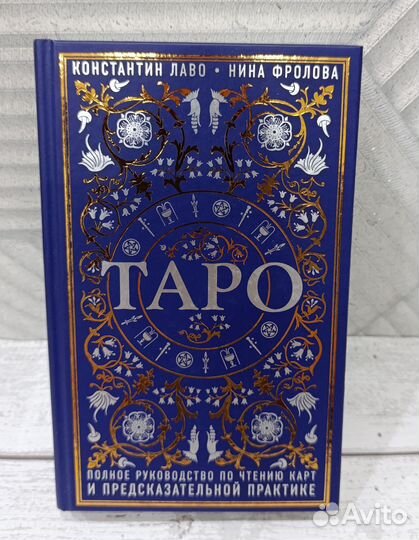 КОНСТАНТИН ЛАВО • НИНА ФРОЛОВА
ТАРО
ПОЛНОЕ РУКОВОДСТВО ПО ЧТЕНИЮ КАРТ
И ПРЕДСКАЗАТЕЛЬНОЙ ПРАКТИКЕ
Avito